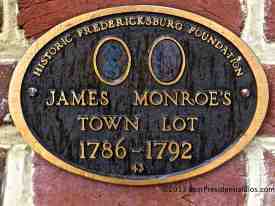 HISTORIC FREDERICKSBURG FOUNDATION
JAMES MONROE'S
TOWN LOT
1786-1792
43